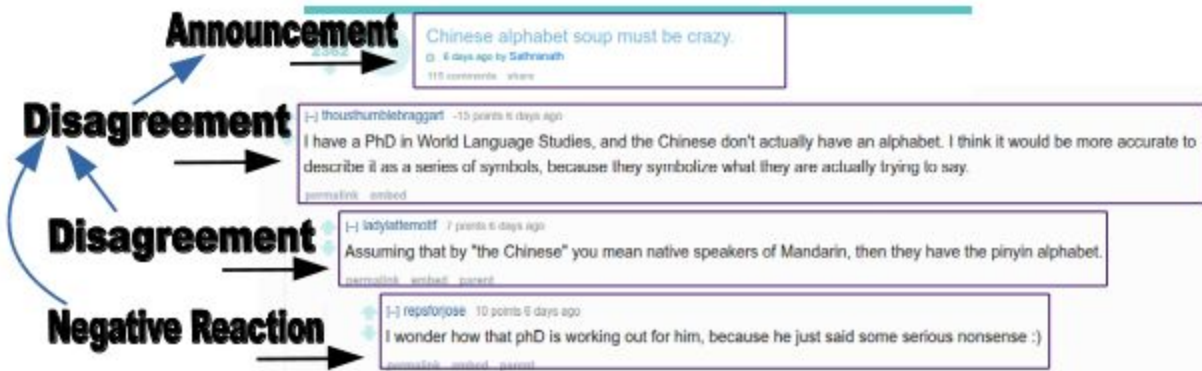 Announcement
2362
Chinese alphabet soup must be crazy.
6 days ago by Sathranath
115 comments share
Disagreement
[–] thousthumblebraggart -15 points 6 days ago
I have a PhD in World Language Studies, and the Chinese don't actually have an alphabet. I think it would be more accurate to
describe it as a series of symbols, because they symbolize what they are actually trying to say.
permalink embed
Disagreement
[–] ladylattemotif 7 points 6 days ago
Assuming that by "the Chinese" you mean native speakers of Mandarin, then they have the pinyin alphabet.
permalink embed parent
Negative Reaction
[–] repsforjose 10 points 6 days ago
I wonder how that phD is working out for him, because he just said some serious nonsense :)
permalink embed parent